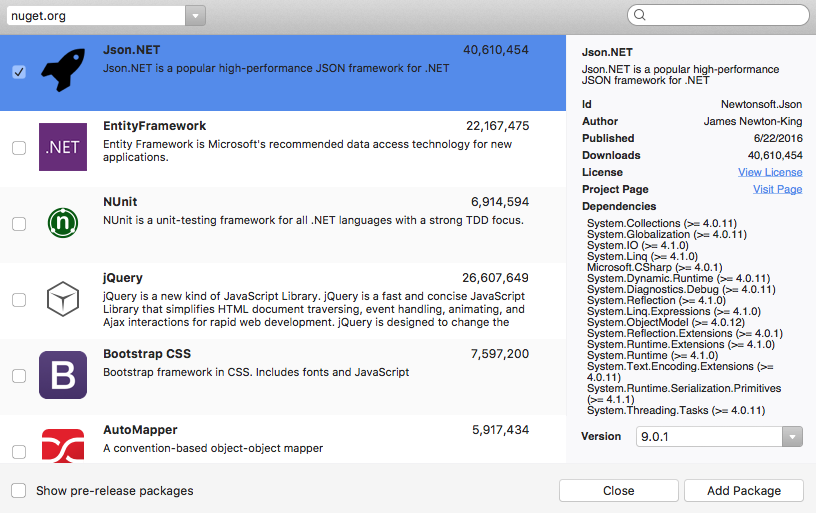 nuget.org
Json.NET 40,610,454
Json.NET is a popular high-performance JSON framework for .NET
.NET
EntityFramework 22,167,475
Entity Framework is Microsoft's recommended data access technology for new
applications.
n.
NUnit 6,914,594
NUnit is a unit-testing framework for all .NET languages with a strong TDD focus.
jQuery 26,607,649
jQuery is a new kind of JavaScript Library. jQuery is a fast and concise JavaScript
Library that simplifies HTML document traversing, event handling, animating, and
Ajax interactions for rapid web development. jQuery is designed to change the
B
Bootstrap CSS 7,597,200
Bootstrap framework in CSS. Includes fonts and JavaScript
AutoMapper 5,917,434
A convention-based object-object mapper
Json.NET
Json.NET is a popular high-performance
JSON framework for .NET
Id Newtonsoft.Json
Author James Newton-King
Published 6/22/2016
Downloads 40,610,454
License View License
Project Page Visit Page
Dependencies
System.Collections (>= 4.0.11)
System.Globalization (>= 4.0.11)
System.IO (>= 4.1.0)
System.Linq (>= 4.1.0)
Microsoft.CSharp (>= 4.0.1)
System.Dynamic.Runtime (>= 4.0.11)
System.Diagnostics.Debug (>= 4.0.11)
System.Reflection (>= 4.1.0)
System.Linq.Expressions (>= 4.1.0)
System.ObjectModel (>= 4.0.12)
System.Reflection.Extensions (>= 4.0.1)
System.Runtime.Extensions (>= 4.1.0)
System.Runtime (>= 4.1.0)
System.Text.Encoding.Extensions (>=
4.0.11)
System.Runtime.Serialization.Primitives
(>= 4.1.1)
System.Threading.Tasks (>= 4.0.11)
Version 9.0.1
Show pre-release packages
Close
Add Package